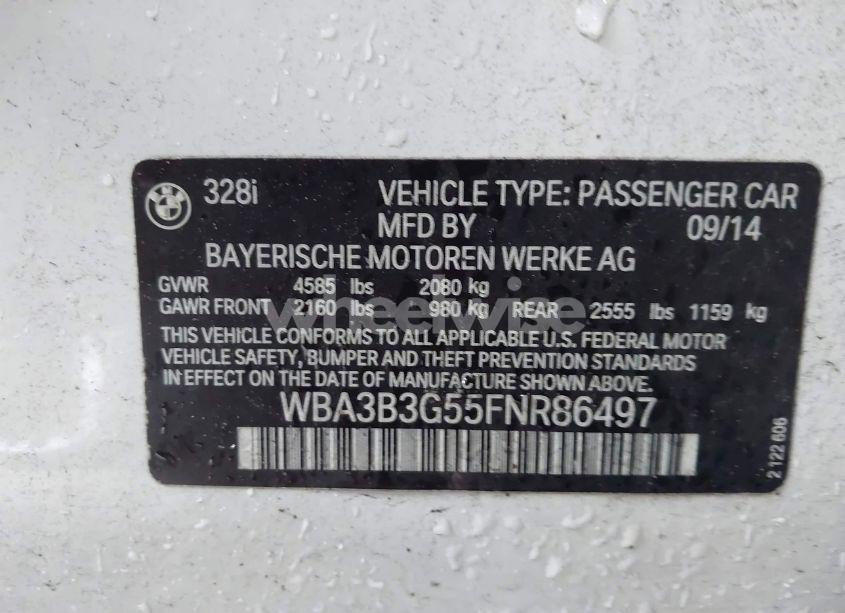 BMW
328i VEHICLE TYPE: PASSENGER CAR
MFD BY 09/14
BAYERISCHE MOTOREN WERKE AG
GVWR 4585 lbs 2080 kg
GAWR FRONT 2160 lbs 980 kg REAR 2555 lbs 1159 kg
wheelwise
THIS VEHICLE CONFORMS TO ALL APPLICABLE U.S. FEDERAL MOTOR
VEHICLE SAFETY, BUMPER AND THEFT PREVENTION STANDARDS
IN EFFECT ON THE DATE OF MANUFACTURE SHOWN ABOVE.
WBA3B3G55FNR86497
2 122 606